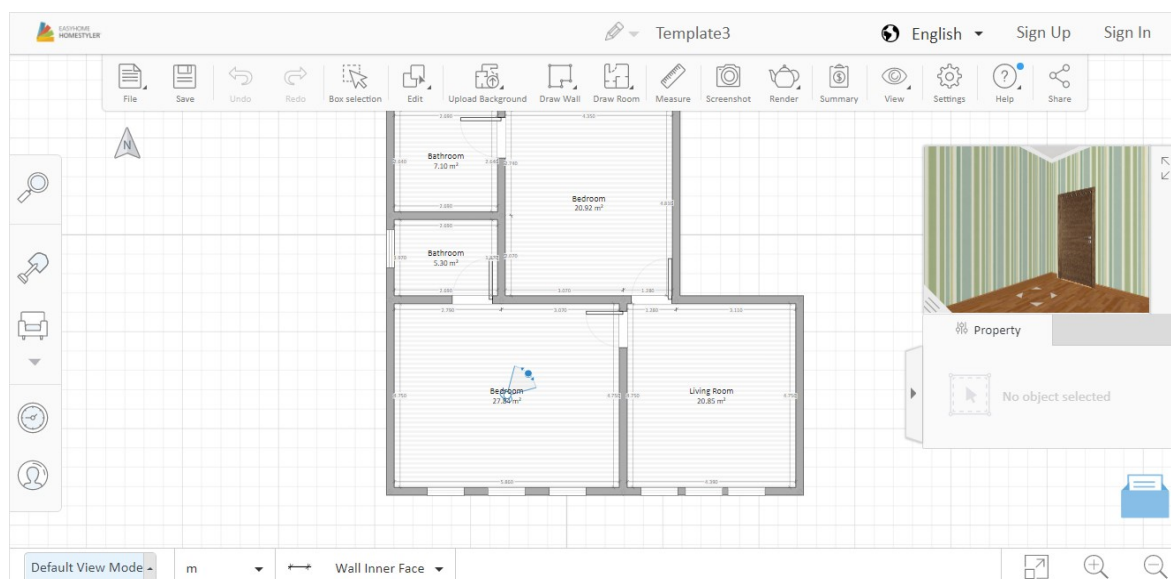 EASYHOME
HOMESTYLER
Template3
English
Sign Up
Sign In
File
Save
Undo
Redo
Box selection
Edit
Upload Background
Draw Wall
Draw Room
Measure
Screenshot
Render
Summary
View
Settings
Help
Share
N
Bathroom
7.10 m²
Bedroom
20.92 m²
Bathroom
5.30 m²
Bedroom
Living Room
20.85 m²
Property
No object selected
Default View Mode
m
Wall Inner Face